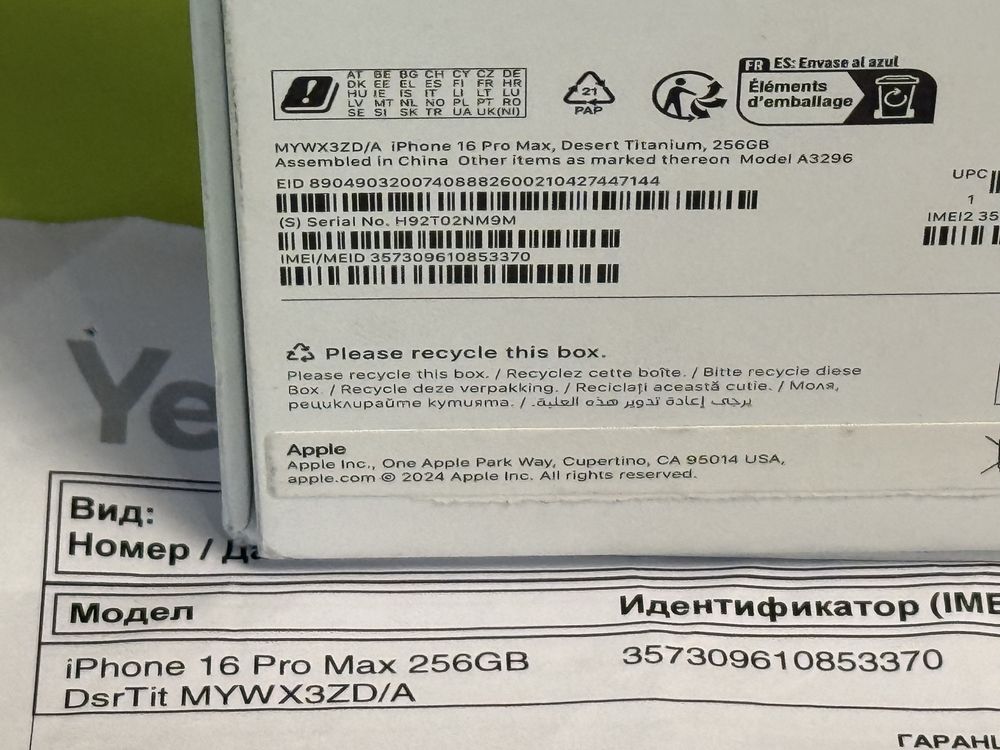 FR ES: Envase al azul
AT BE BG CH CY CZ DE
DK EE EL ES FI FR HR
HU IE IS IT LI LT LU
LV MT NL NO PL PT RO
SE SI SK TR UA UK(NI)
21
PAP
Éléments
d'emballage
MYWX3ZD/A iPhone 16 Pro Max, Desert Titanium, 256GB
Assembled in China Other items as marked thereon Model A3296
EID 89049032007408882600210427447144
(S) Serial No. H92T02NM9M
IMEI/MEID 357309610853370
UPC
1
IMEI2 35
Please recycle this box.
Please recycle this box. / Recyclez cette boîte. / Bitte recycle diese
Box. / Recycle deze verpakking. / Reciclați această cutie. / Моля,
рециклирайте кутията. / يرجى إعادة تدوير هذه العلبة.
Apple
Apple Inc., One Apple Park Way, Cupertino, CA 95014 USA,
apple.com © 2024 Apple Inc. All rights reserved.
Ye
Вид:
Номер / Да
Модел Идентификатор (IME
iPhone 16 Pro Max 256GB 357309610853370
DsrTit MYWX3ZD/A
ГАРАНЦ